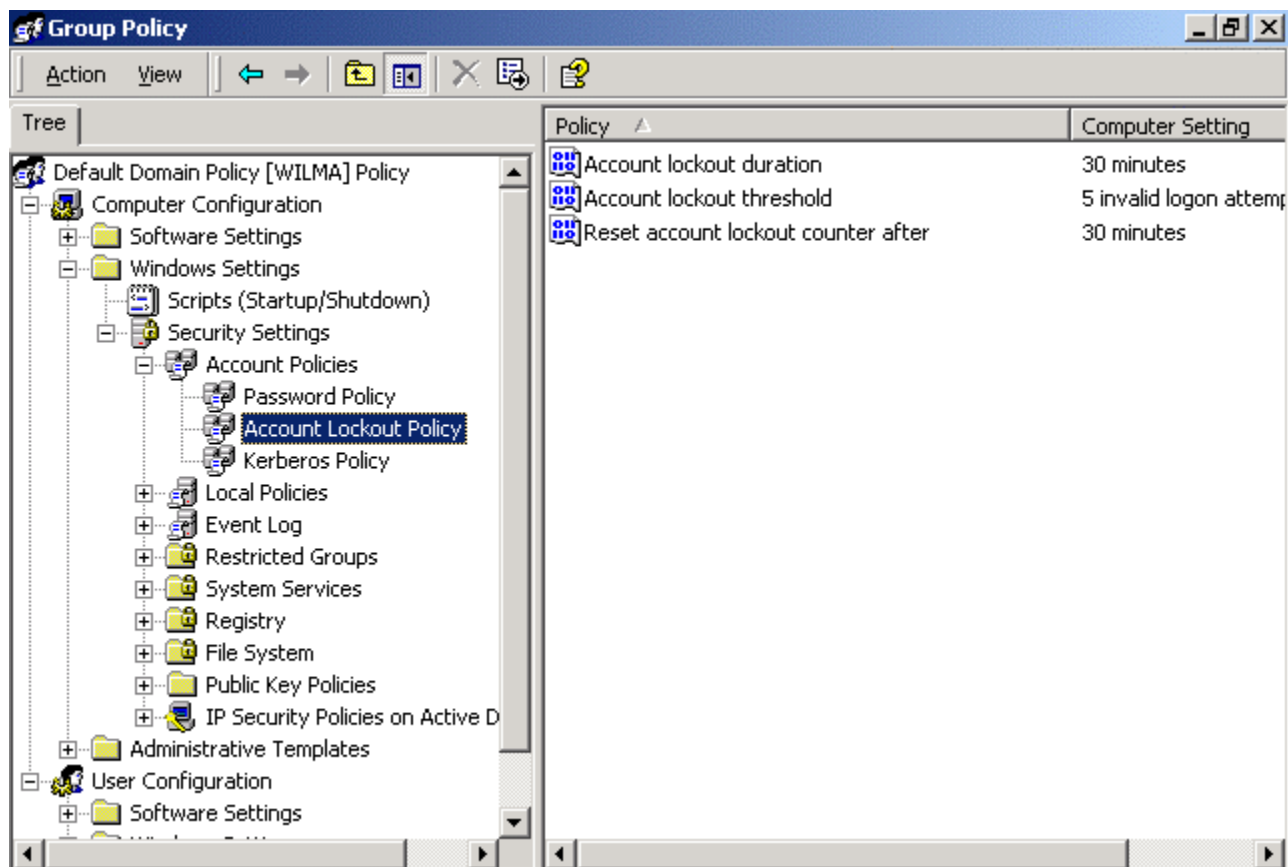 Group Policy
Action View
Tree
Default Domain Policy [WILMA] Policy
Computer Configuration
Software Settings
Windows Settings
Scripts (Startup/Shutdown)
Security Settings
Account Policies
Password Policy
Account Lockout Policy
Kerberos Policy
Local Policies
Event Log
Restricted Groups
System Services
Registry
File System
Public Key Policies
IP Security Policies on Active D
Administrative Templates
User Configuration
Software Settings
Policy Computer Setting
Account lockout duration 30 minutes
Account lockout threshold 5 invalid logon attemp
Reset account lockout counter after 30 minutes